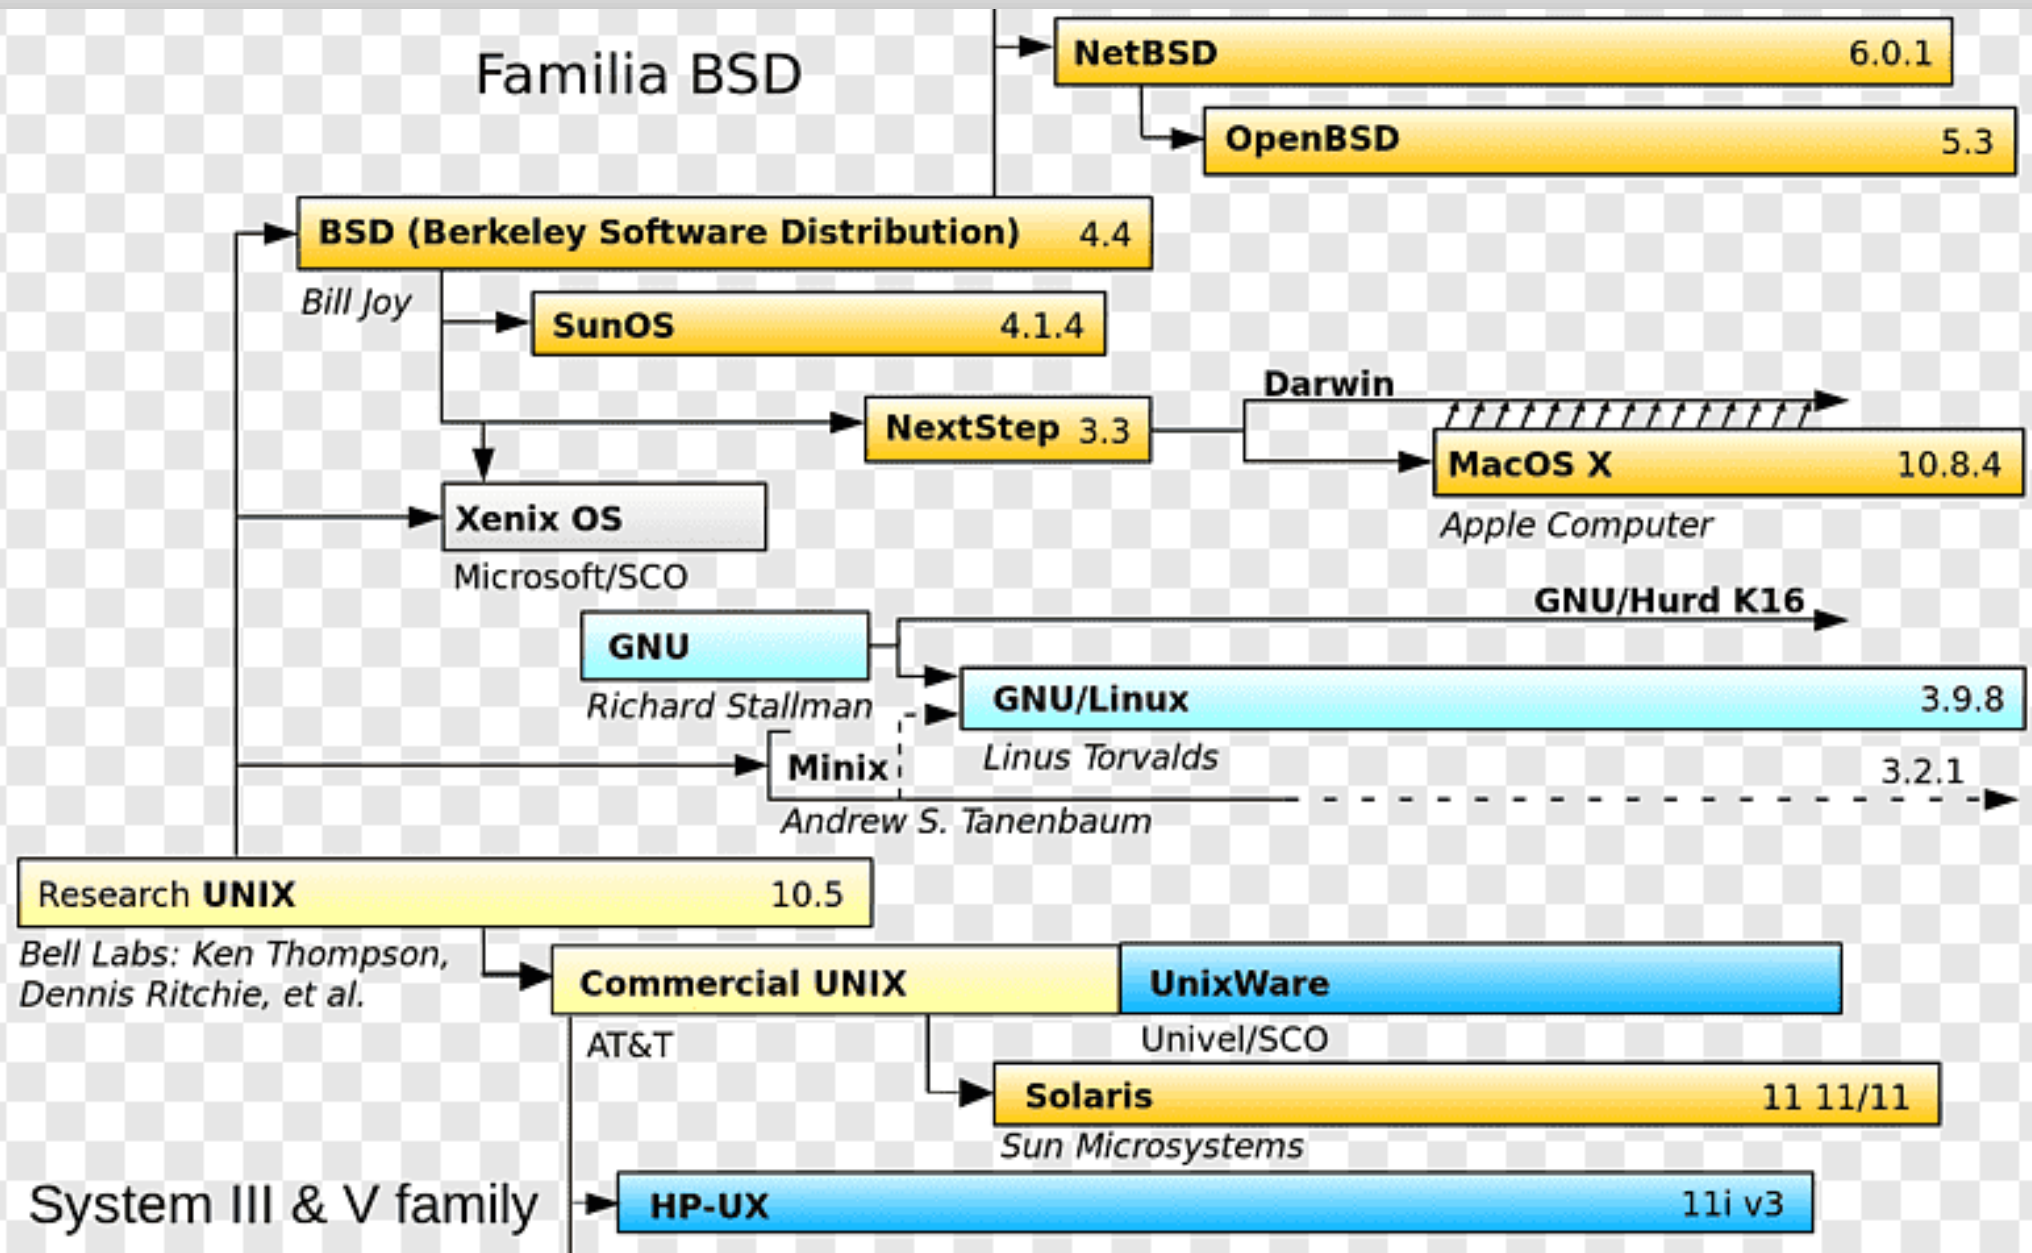 Familia BSD
NetBSD 6.0.1
OpenBSD 5.3
BSD (Berkeley Software Distribution) 4.4
Bill Joy
SunOS 4.1.4
Darwin
NextStep 3.3
MacOS X 10.8.4
Apple Computer
Xenix OS
Microsoft/SCO
GNU/Hurd K16
GNU
Richard Stallman
GNU/Linux 3.9.8
Linus Torvalds
Minix
3.2.1
Andrew S. Tanenbaum
Research UNIX 10.5
Bell Labs: Ken Thompson,
Dennis Ritchie, et al.
Commercial UNIX
UnixWare
AT&T
Univel/SCO
Solaris 11 11/11
Sun Microsystems
System III & V family
HP-UX 11i v3